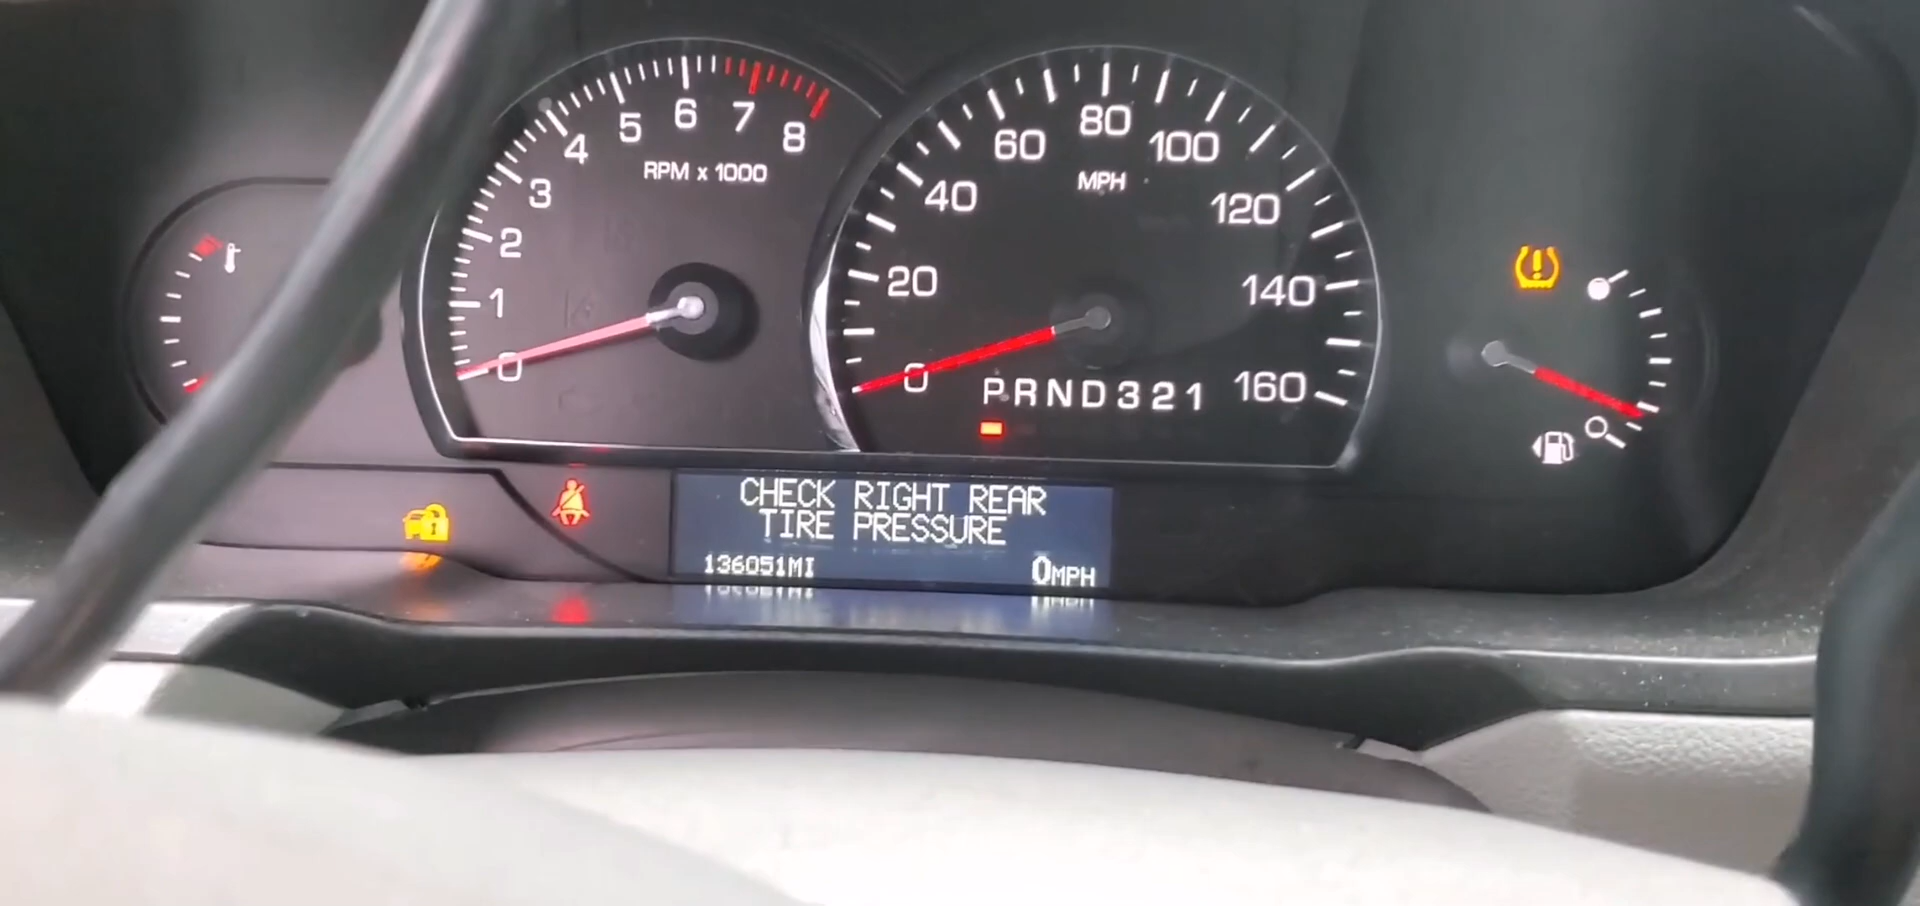 4 5 6 7 8
3
2
1
0
RPM x 1000
60 80 100
40 120
20 140
0 160
MPH
PRND321
CHECK RIGHT REAR
TIRE PRESSURE
136051MI 0MPH